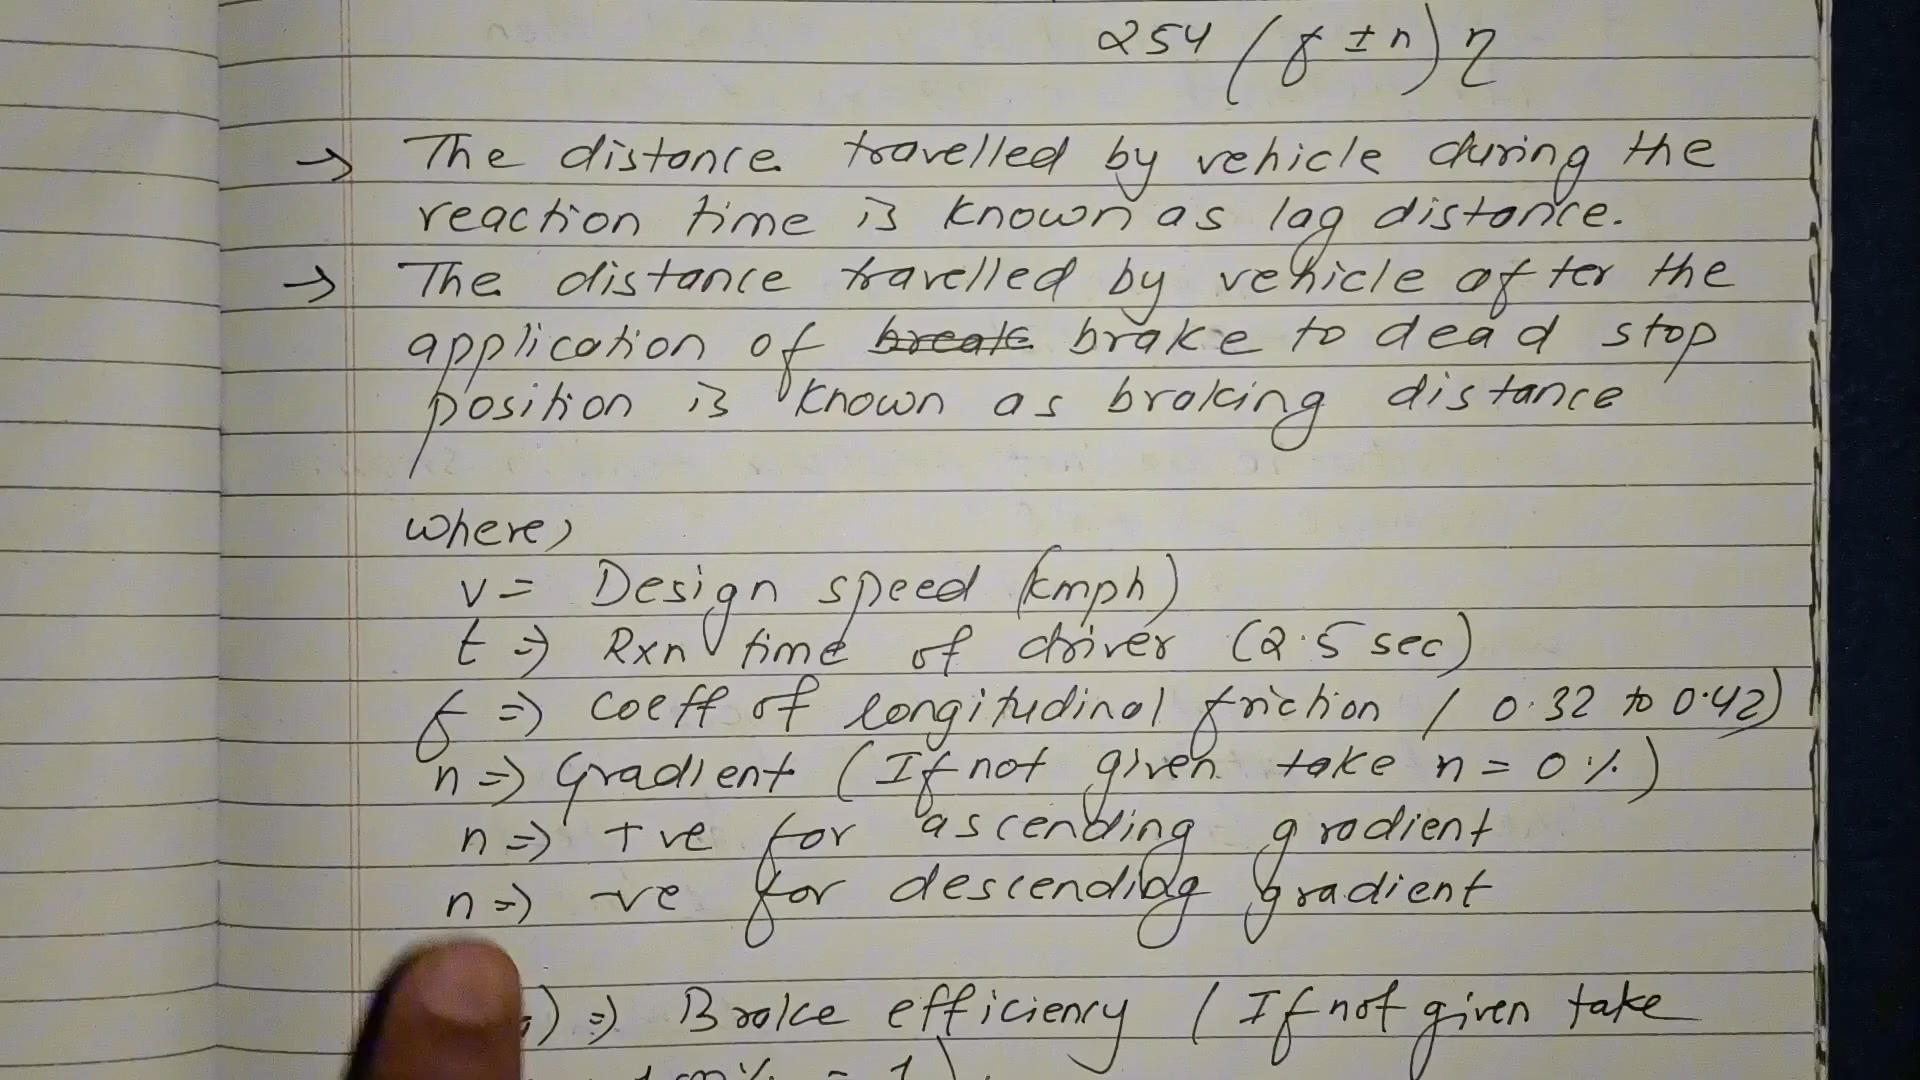 254 (f ± n) η
→ The distance travelled by vehicle during the
reaction time is known as lag distance.
→ The distance travelled by vehicle after the
application of break brake to dead stop
position is known as braking distance
where,
v = Design speed (kmph)
t ⇒ Rxn time of driver (2.5 sec)
f ⇒ coeff of longitudinal friction ( 0.32 to 0.42)
n ⇒ Gradient (If not given take n = 0%)
n ⇒ +ve for ascending gradient
n ⇒ -ve for descending gradient
) ⇒ Brake efficiency ( If not given take
= 1)